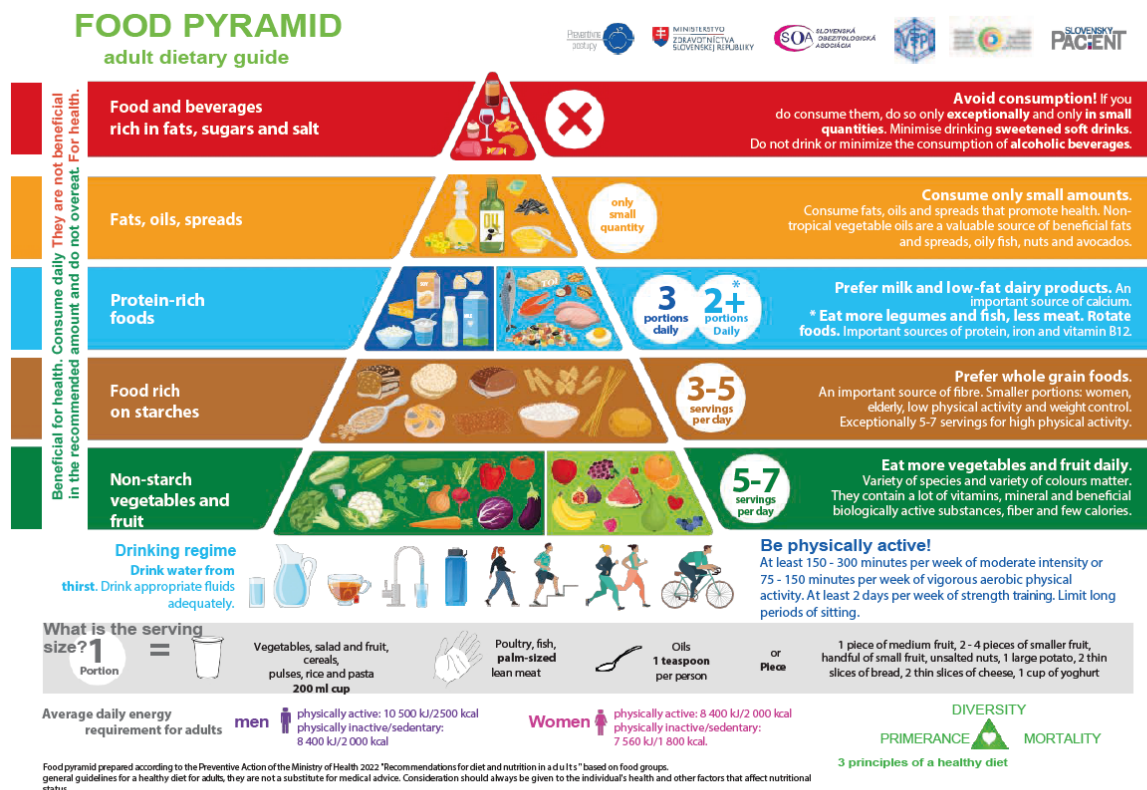 FOOD PYRAMID
adult dietary guide
Preventívne
postupy
MINISTERSTVO
ZDRAVOTNÍCTVA
SLOVENSKEJ REPUBLIKY
SOA
SLOVENSKÁ
OBEZITOLOGICKÁ
ASOCIÁCIA
SLOVENSKÝ
PACIENT
Beneficial for health. Consume daily They are not beneficial
in the recommended amount and do not overeat. For health.
Food and beverages
rich in fats, sugars and salt
Avoid consumption! If you
do consume them, do so only exceptionally and only in small
quantities. Minimise drinking sweetened soft drinks.
Do not drink or minimize the consumption of alcoholic beverages.
Fats, oils, spreads
only
small
quantity
Consume only small amounts.
Consume fats, oils and spreads that promote health. Non-
tropical vegetable oils are a valuable source of beneficial fats
and spreads, oily fish, nuts and avocados.
Protein-rich
foods
3
portions
daily
2+*
portions
Daily
Prefer milk and low-fat dairy products. An
important source of calcium.
* Eat more legumes and fish, less meat. Rotate
foods. Important sources of protein, iron and vitamin B12.
Food rich
on starches
3-5
servings
per day
Prefer whole grain foods.
An important source of fibre. Smaller portions: women,
elderly, low physical activity and weight control.
Exceptionally 5-7 servings for high physical activity.
Non-starch
vegetables and
fruit
5-7
servings
per day
Eat more vegetables and fruit daily.
Variety of species and variety of colours matter.
They contain a lot of vitamins, mineral and beneficial
biologically active substances, fiber and few calories.
Drinking regime
Drink water from
thirst. Drink appropriate fluids
adequately.
Be physically active!
At least 150 - 300 minutes per week of moderate intensity or
75 - 150 minutes per week of vigorous aerobic physical
activity. At least 2 days per week of strength training. Limit long
periods of sitting.
What is the serving
size?
1
Portion
=
Vegetables, salad and fruit,
cereals,
pulses, rice and pasta
200 ml cup
Poultry, fish,
palm-sized
lean meat
Oils
1 teaspoon
per person
or
Piece
1 piece of medium fruit, 2 - 4 pieces of smaller fruit,
handful of small fruit, unsalted nuts, 1 large potato, 2 thin
slices of bread, 2 thin slices of cheese, 1 cup of yoghurt
Average daily energy
requirement for adults
men
physically active: 10 500 kJ/2500 kcal
physically inactive/sedentary:
8 400 kJ/2 000 kcal
Women
physically active: 8 400 kJ/2 000 kcal
physically inactive/sedentary:
7 560 kJ/1 800 kcal.
DIVERSITY
PRIMERANCE
MORTALITY
3 principles of a healthy diet
Food pyramid prepared according to the Preventive Action of the Ministry of Health 2022 "Recommendations for diet and nutrition in adults" based on food groups.
general guidelines for a healthy diet for adults, they are not a substitute for medical advice. Consideration should always be given to the individual's health and other factors that affect nutritional
status.